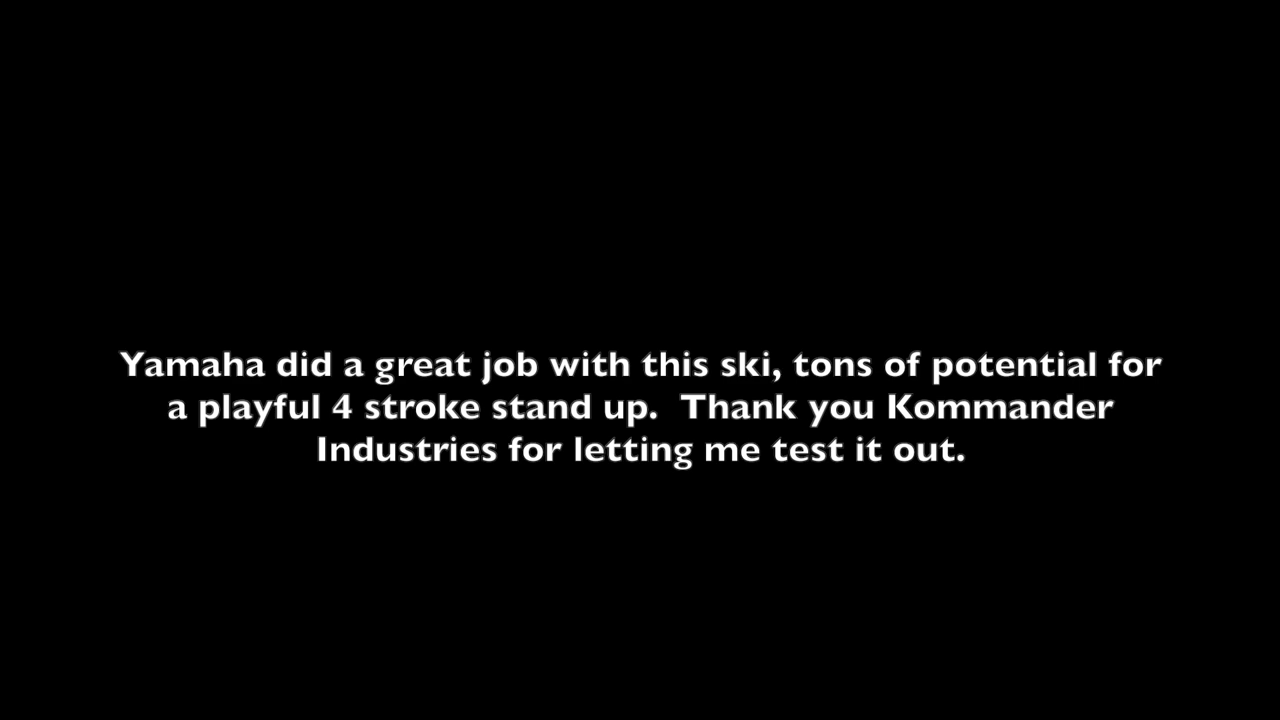 Yamaha did a great job with this ski, tons of potential for
a playful 4 stroke stand up.  Thank you Kommander
Industries for letting me test it out.